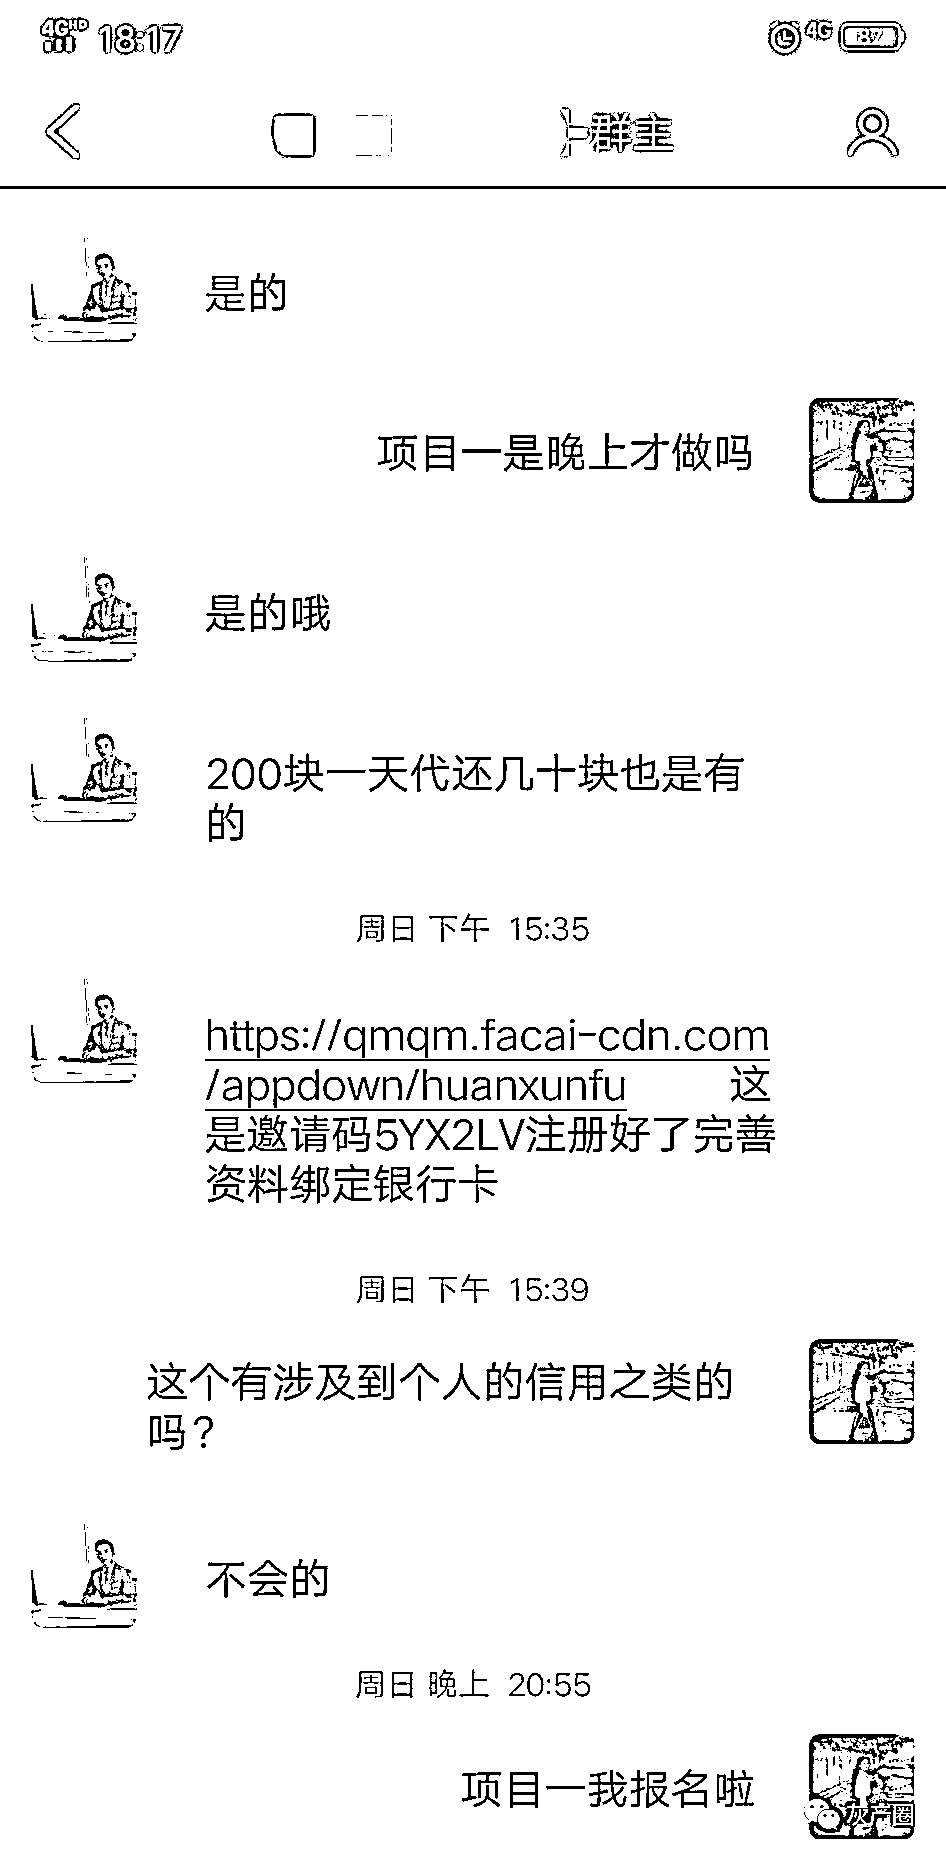 4GHD 18:17 4G 87
群主
是的
项目一是晚上才做吗
是的哦
200块一天代还几十块也是有
的
周日 下午 15:35
https://qmqm.facai-cdn.com
/appdown/huanxunfu 这
是邀请码5YX2LV注册好了完善
资料绑定银行卡
周日 下午 15:39
这个有涉及到个人的信用之类的
吗？
不会的
周日 晚上 20:55
项目一我报名啦
灰产圈